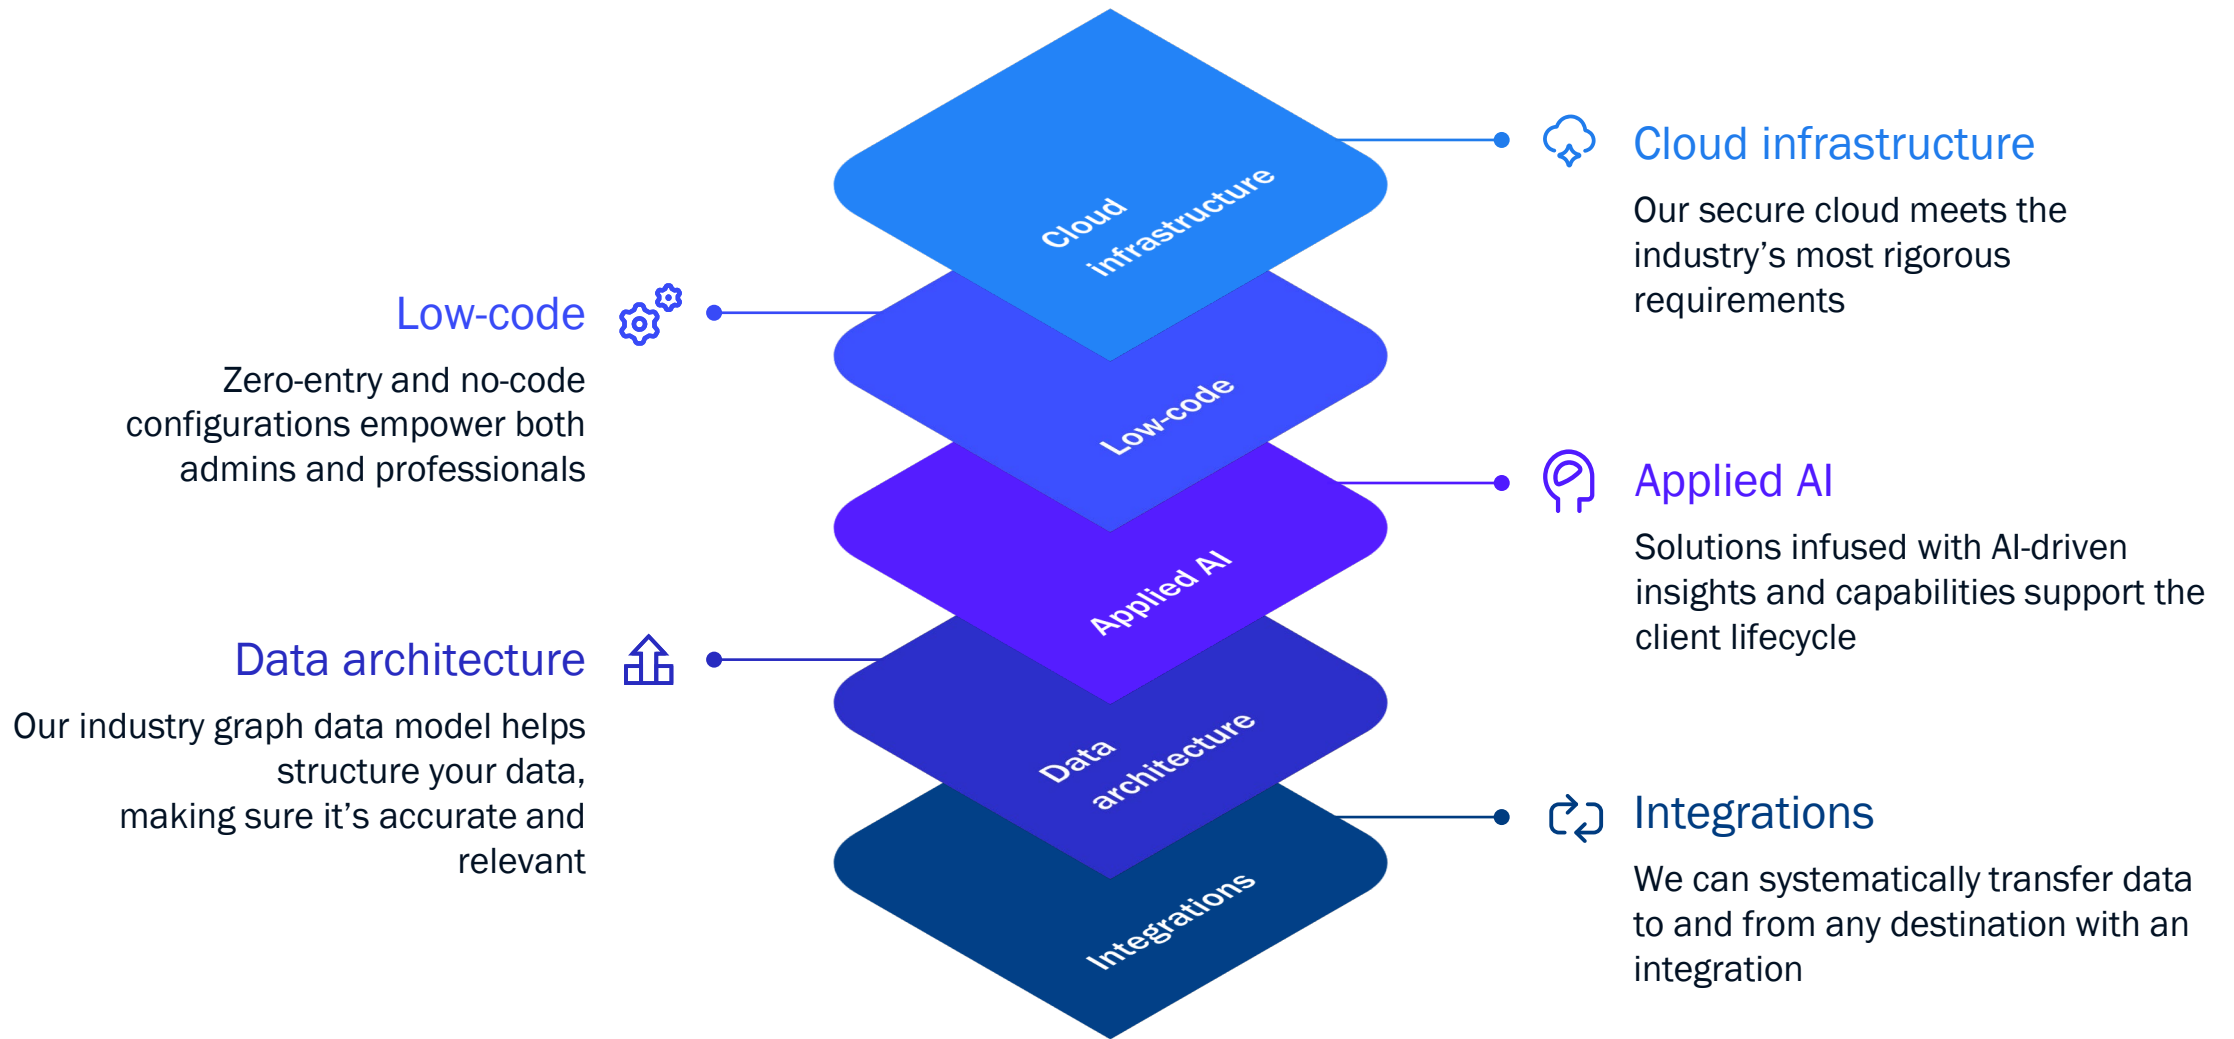 Cloud
infrastructure
Cloud infrastructure
Our secure cloud meets the
industry’s most rigorous
requirements
Low-code
Zero-entry and no-code
configurations empower both
admins and professionals
Low-code
Applied AI
Applied AI
Solutions infused with AI-driven
insights and capabilities support the
client lifecycle
Data architecture
Our industry graph data model helps
structure your data,
making sure it’s accurate and
relevant
Data
architecture
Integrations
Integrations
We can systematically transfer data
to and from any destination with an
integration